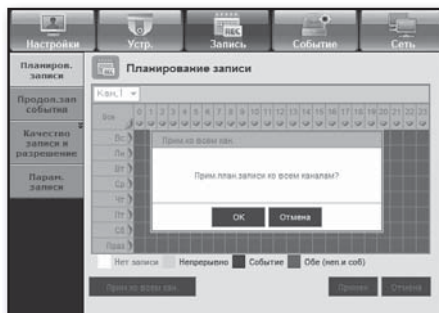 Настройки Устр. Запись Событие Сеть
REC
Планиров. записи
Планирование записи
Продол.зап события
Качество записи и разрешение
Парам. записи
Кан.1
Все 0 1 2 3 4 5 6 7 8 9 10 11 12 13 14 15 16 17 18 19 20 21 22 23
Вс
Пн
Вт
Ср
Чт
Пт
Сб
Праз
Прим.ко всем кан.
Прим.план.записи ко всем каналам?
OK Отмена
Нет записи Непрерывно Событие Обе (неп.и соб)
Прим.ко всем кан. Примен Отмена